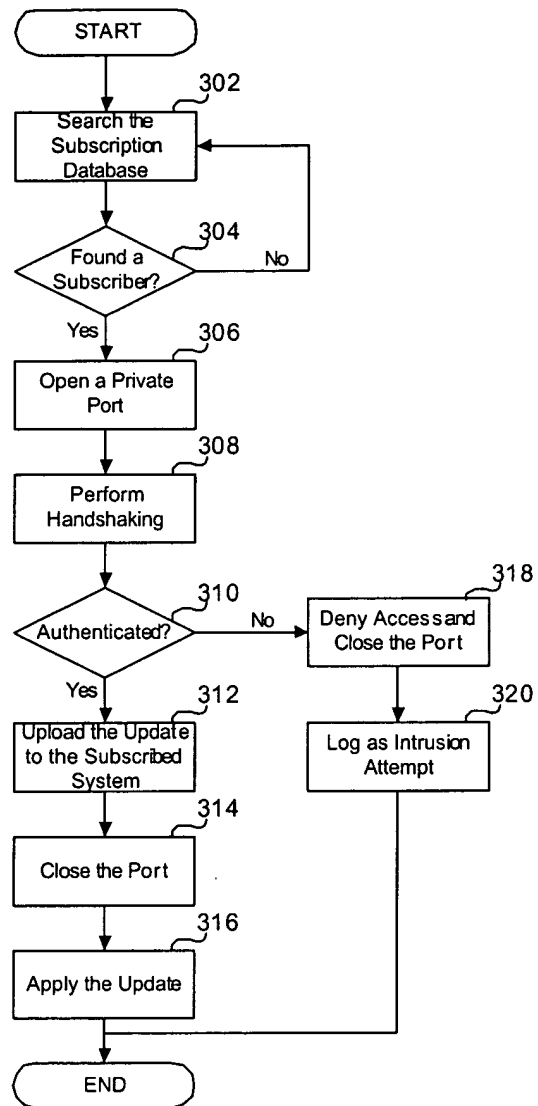 START
302
Search the
Subscription
Database
304
Found a
Subscriber?
No
Yes
306
Open a Private
Port
308
Perform
Handshaking
310
Authenticated?
No
318
Deny Access and
Close the Port
Yes
312
Upload the Update
to the Subscribed
System
320
Log as Intrusion
Attempt
314
Close the Port
316
Apply the Update
END